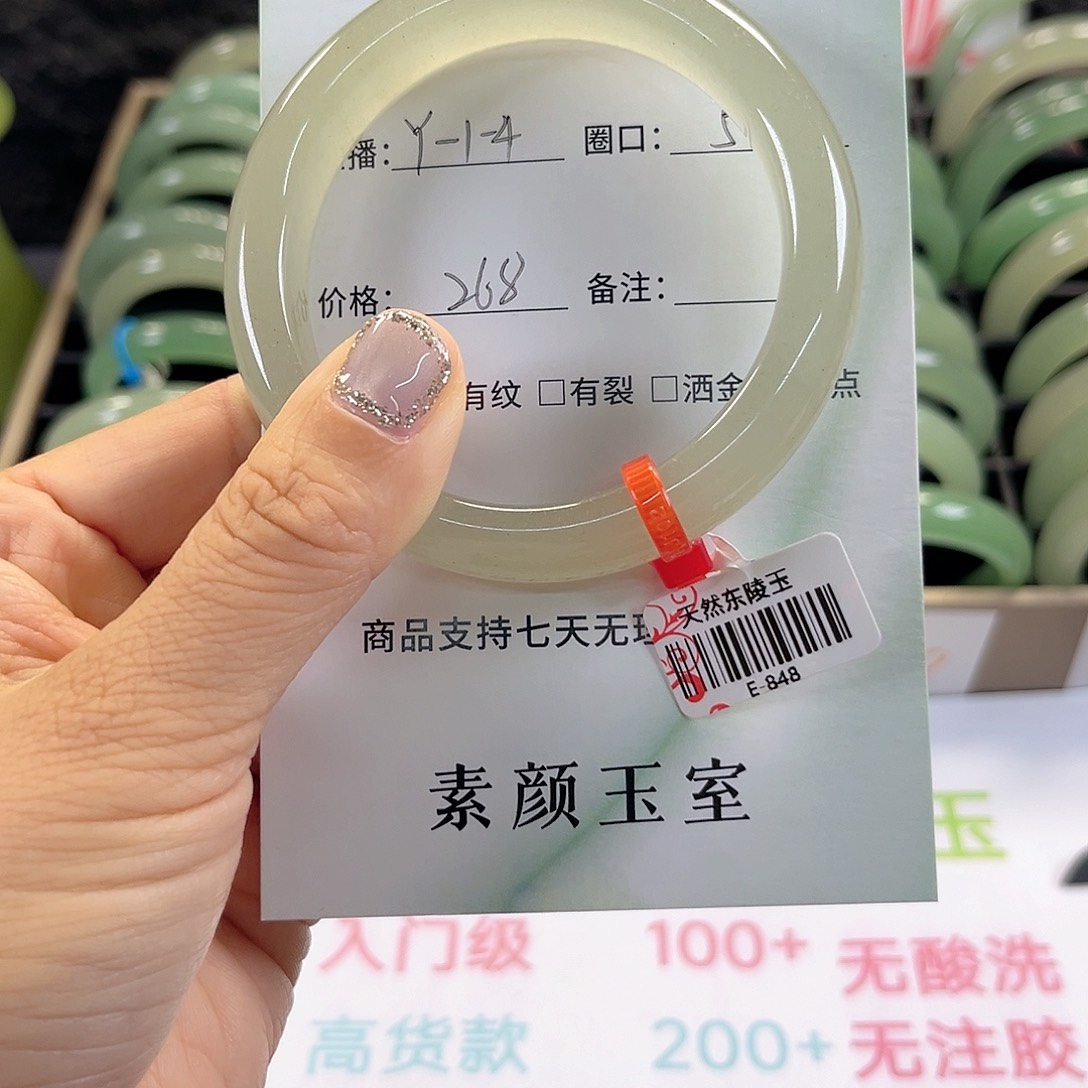 播: Y-1-4 圈口: 5
价格: 268 备注:
有纹 □有裂 □洒金 点
商品支持七天无理
天然东陵玉
E-848
素颜玉室
玉
入门级 100+ 无酸洗
高货款 200+ 无注胶